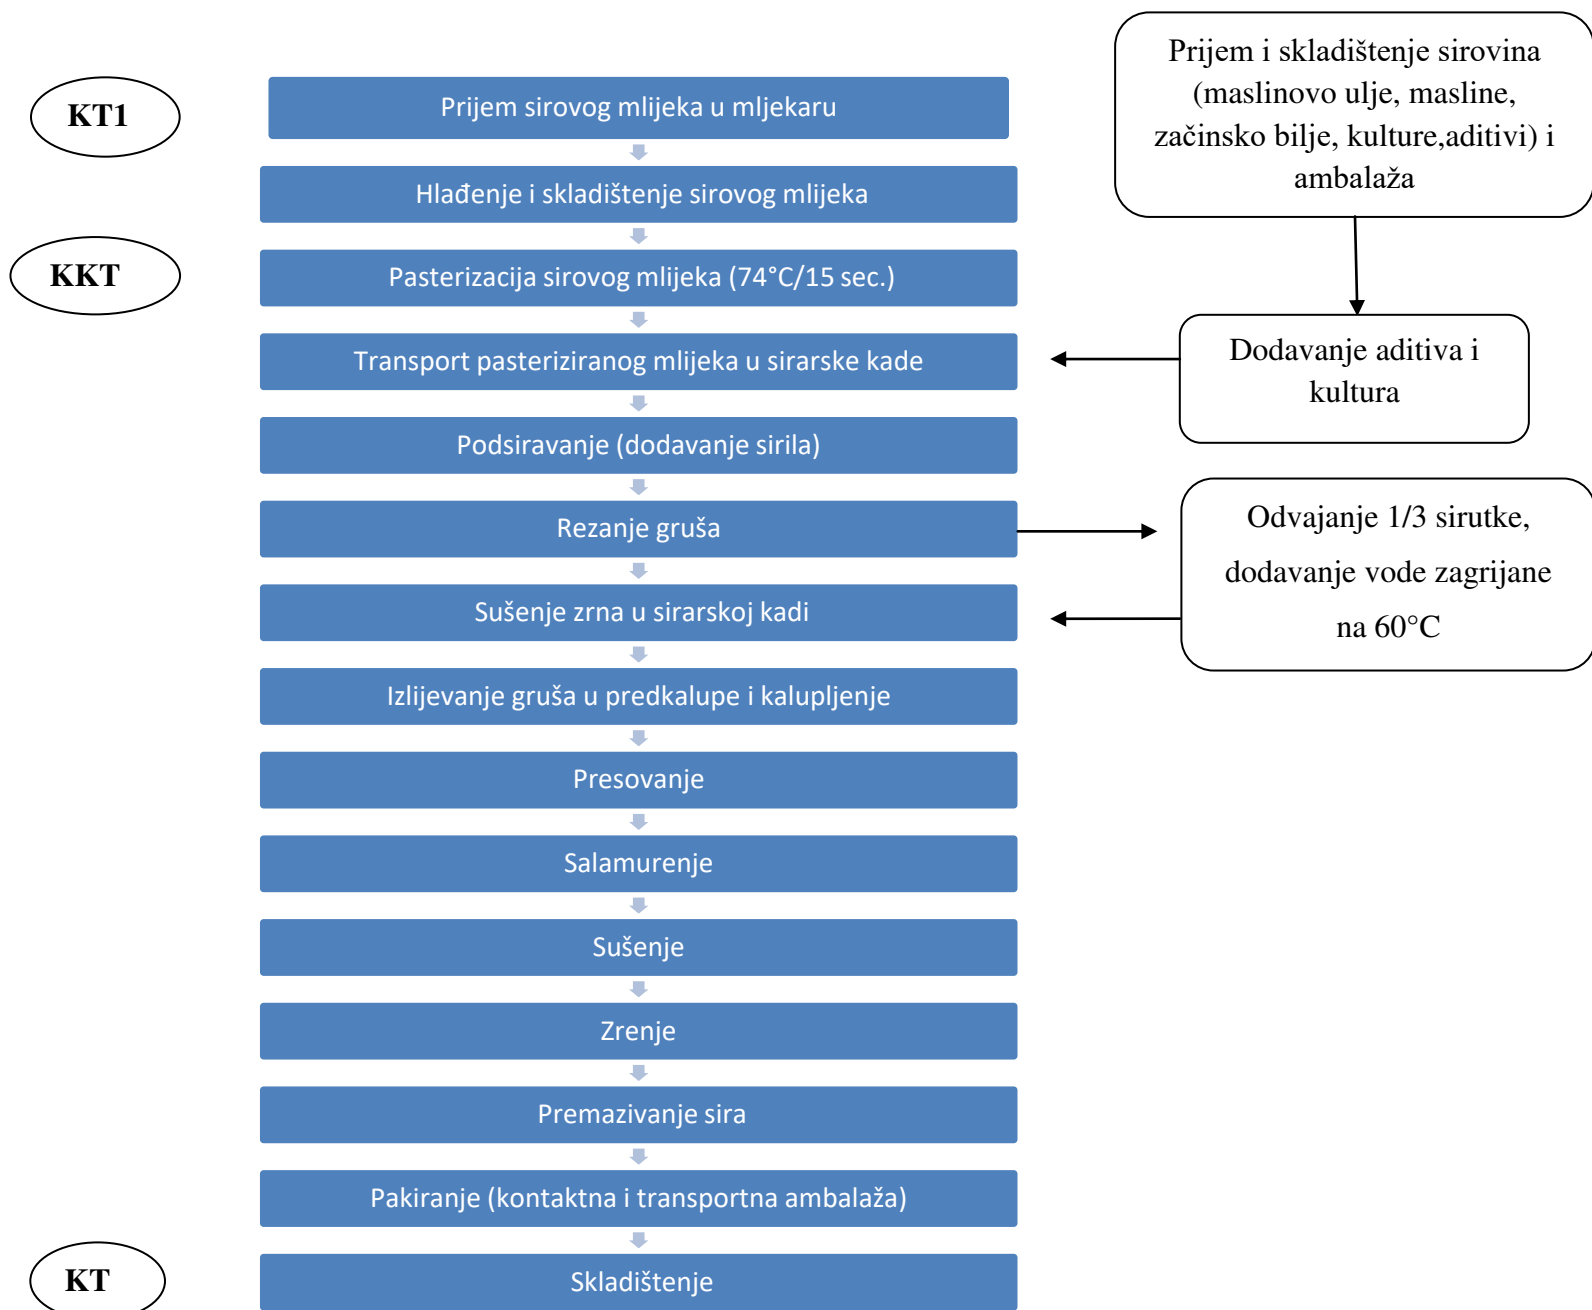 KT1
Prijem sirovog mlijeka u mljekaru
Prijem i skladištenje sirovina
(maslinovo ulje, masline,
začinsko bilje, kulture,aditivi) i
ambalaža
Hlađenje i skladištenje sirovog mlijeka
KKT
Pasterizacija sirovog mlijeka (74°C/15 sec.)
Transport pasteriziranog mlijeka u sirarske kade
Dodavanje aditiva i
kultura
Podsiravanje (dodavanje sirila)
Rezanje gruša
Odvajanje 1/3 sirutke,
dodavanje vode zagrijane
na 60°C
Sušenje zrna u sirarskoj kadi
Izlijevanje gruša u predkalupe i kalupljenje
Presovanje
Salamurenje
Sušenje
Zrenje
Premazivanje sira
Pakiranje (kontaktna i transportna ambalaža)
KT
Skladištenje